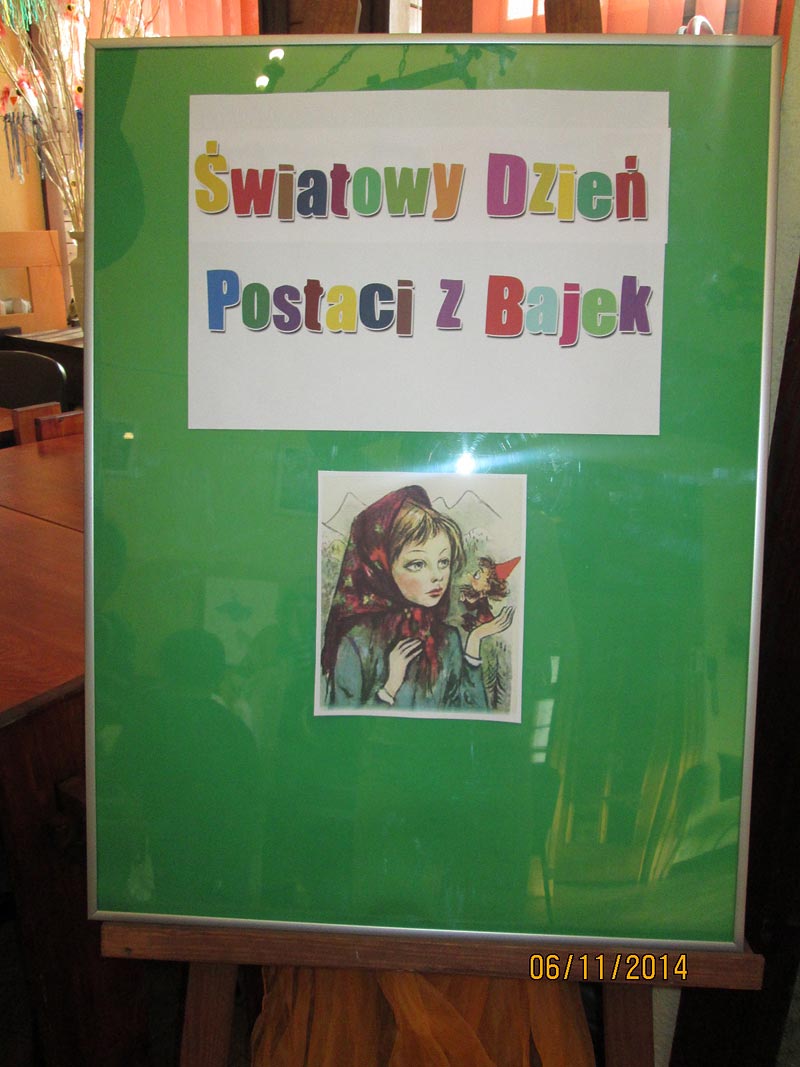 Światowy Dzień
Postaci z Bajek
06/11/2014